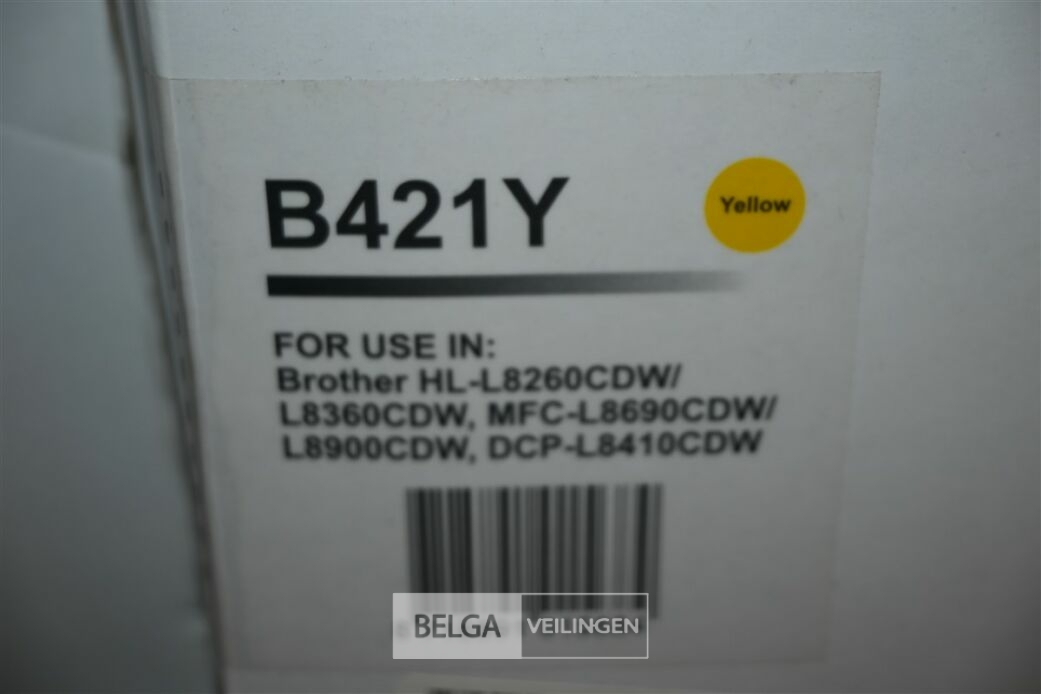 B421Y
Yellow
FOR USE IN:
Brother HL-L8260CDW/
L8360CDW, MFC-L8690CDW/
L8900CDW, DCP-L8410CDW
BELGA VEILINGEN